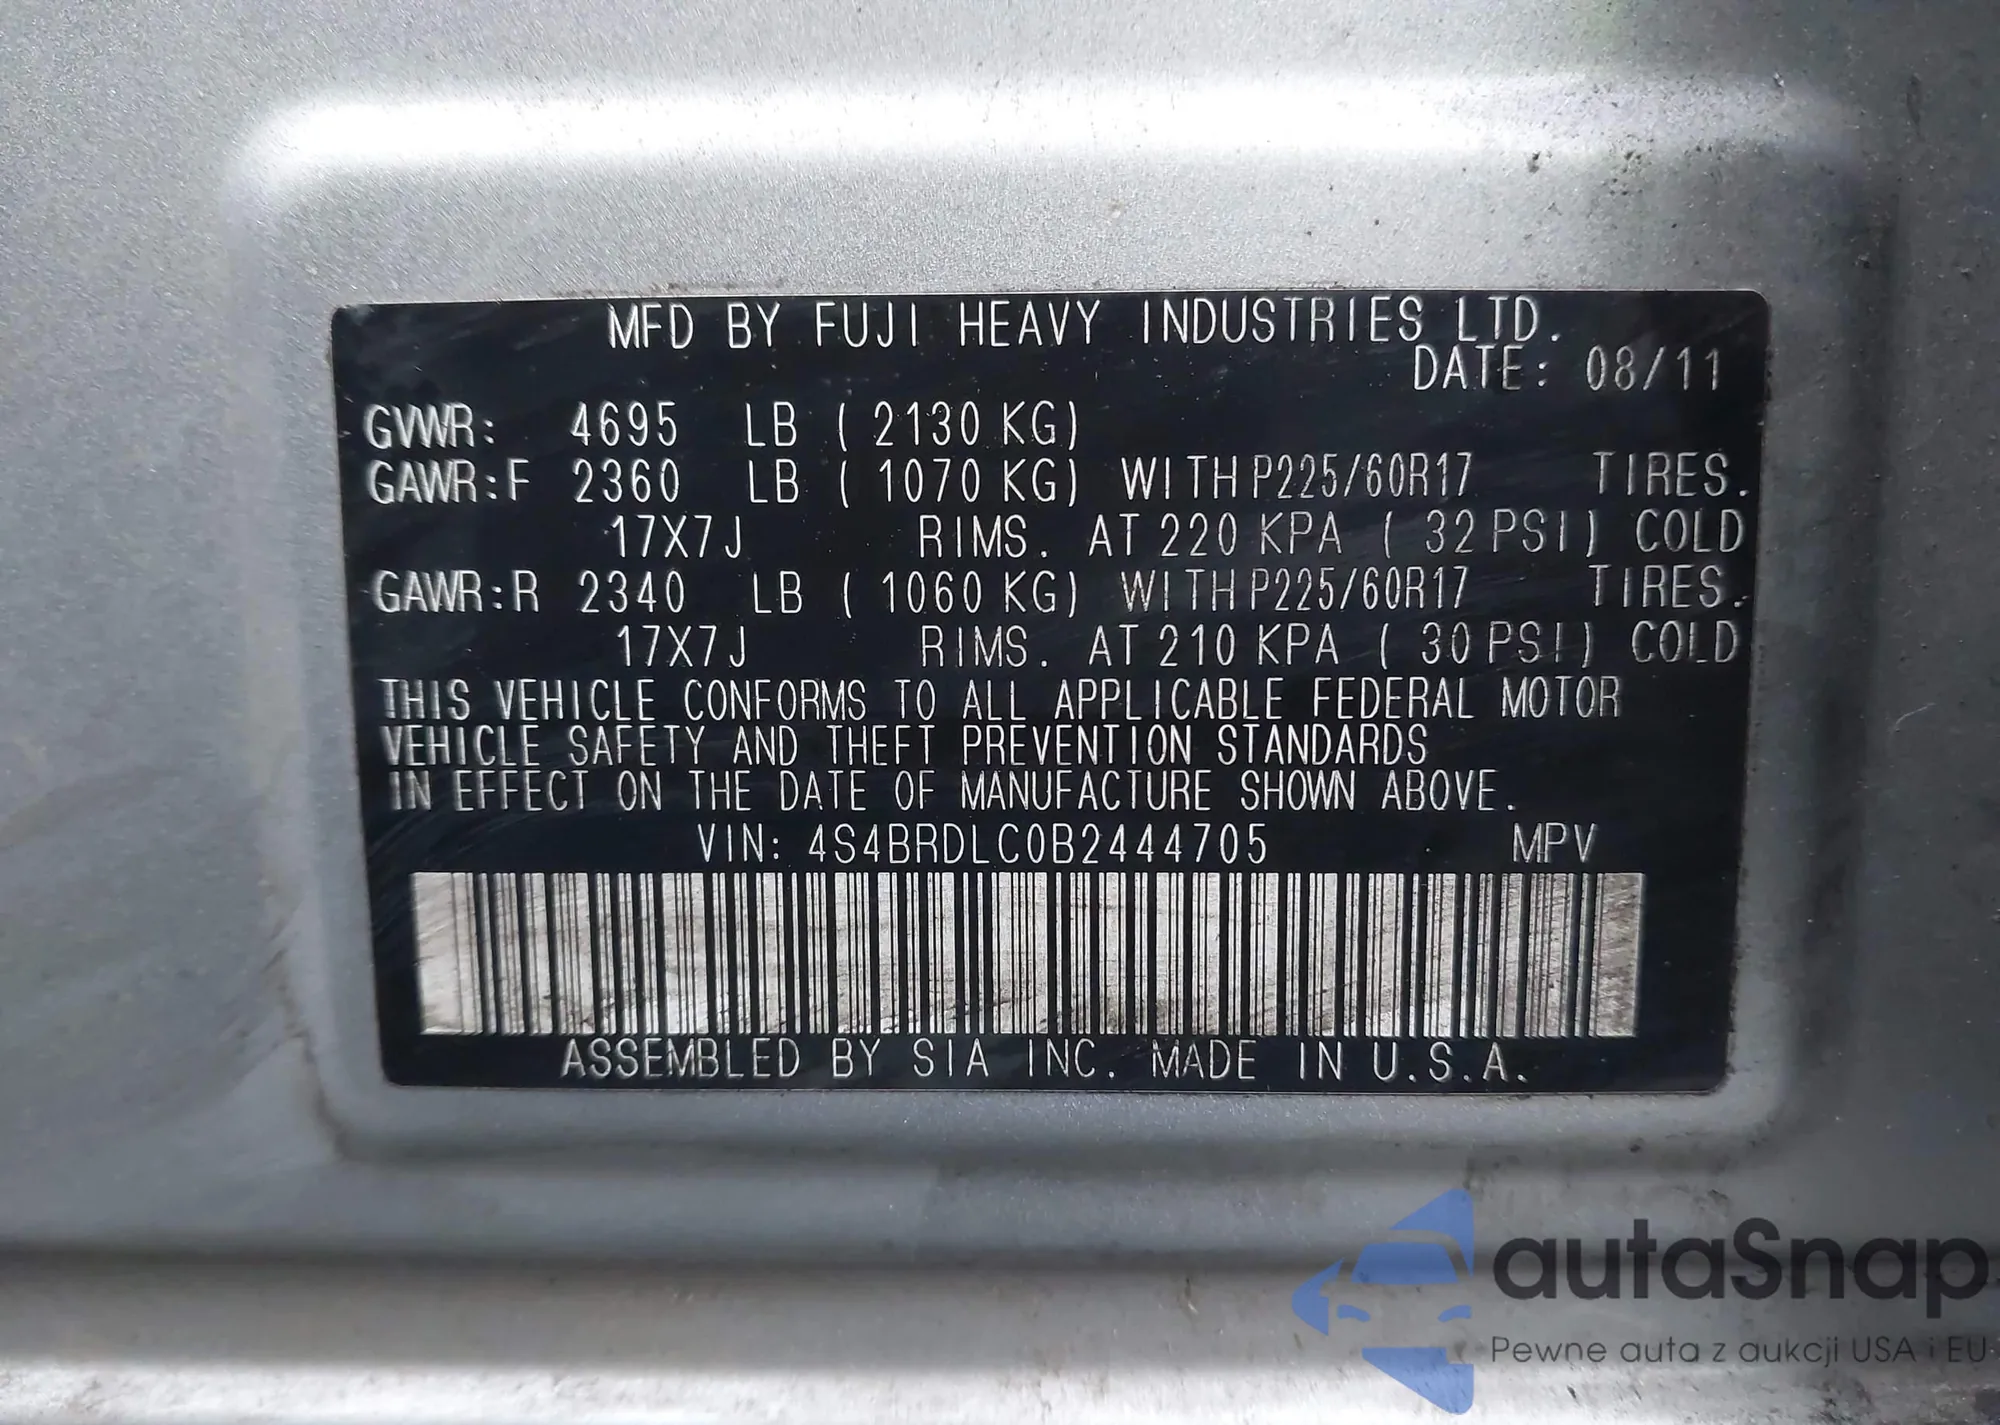 MFD BY FUJI HEAVY INDUSTRIES LTD.
DATE: 08/11
GVWR: 4695 LB ( 2130 KG)
GAWR:F 2360 LB ( 1070 KG) WITH P225/60R17 TIRES.
17X7J RIMS. AT 220 KPA ( 32 PSI) COLD
GAWR:R 2340 LB ( 1060 KG) WITH P225/60R17 TIRES.
17X7J RIMS. AT 210 KPA ( 30 PSI) COLD
THIS VEHICLE CONFORMS TO ALL APPLICABLE FEDERAL MOTOR
VEHICLE SAFETY AND THEFT PREVENTION STANDARDS
IN EFFECT ON THE DATE OF MANUFACTURE SHOWN ABOVE.
VIN: 4S4BRDLC0B2444705 MPV
ASSEMBLED BY SIA INC. MADE IN U.S.A.
autaSnap
Pewne auta z aukcji USA i EU